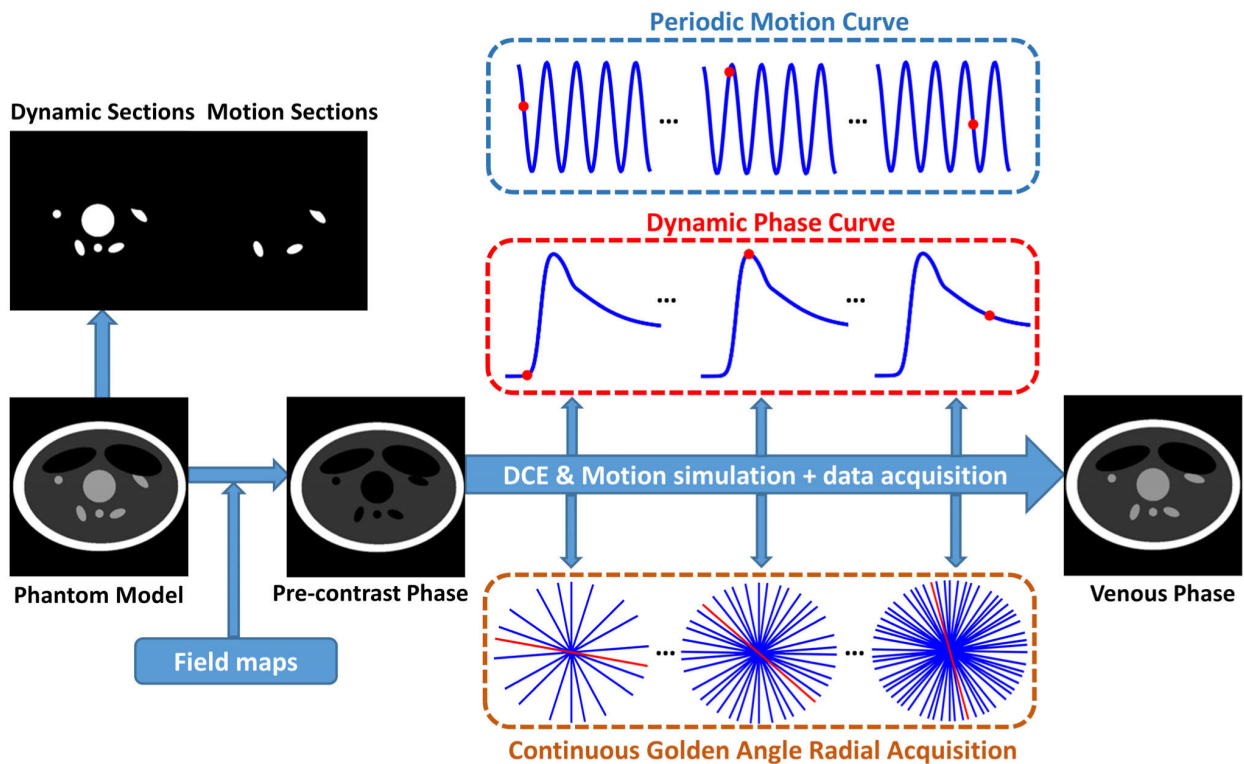 Periodic Motion Curve
Dynamic Sections Motion Sections
...
...
Dynamic Phase Curve
...
...
DCE & Motion simulation + data acquisition
Phantom Model
Pre-contrast Phase
Venous Phase
Field maps
...
...
Continuous Golden Angle Radial Acquisition